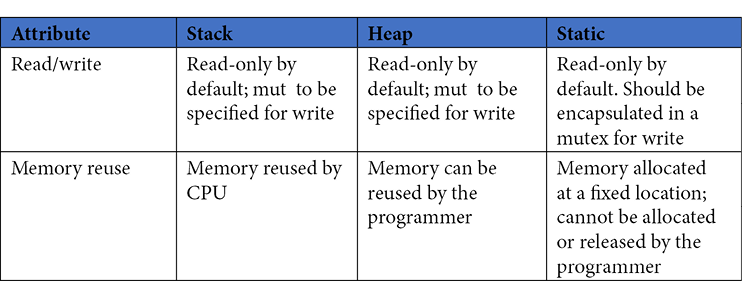 Attribute Stack Heap Static
Read/write Read-only by Read-only by Read-only by
default; mut to be default; mut to be default. Should be
specified for write specified for write encapsulated in a
mutex for write
Memory reuse Memory reused by Memory can be Memory allocated
CPU reused by the at a fixed location;
programmer cannot be allocated
or released by the
programmer